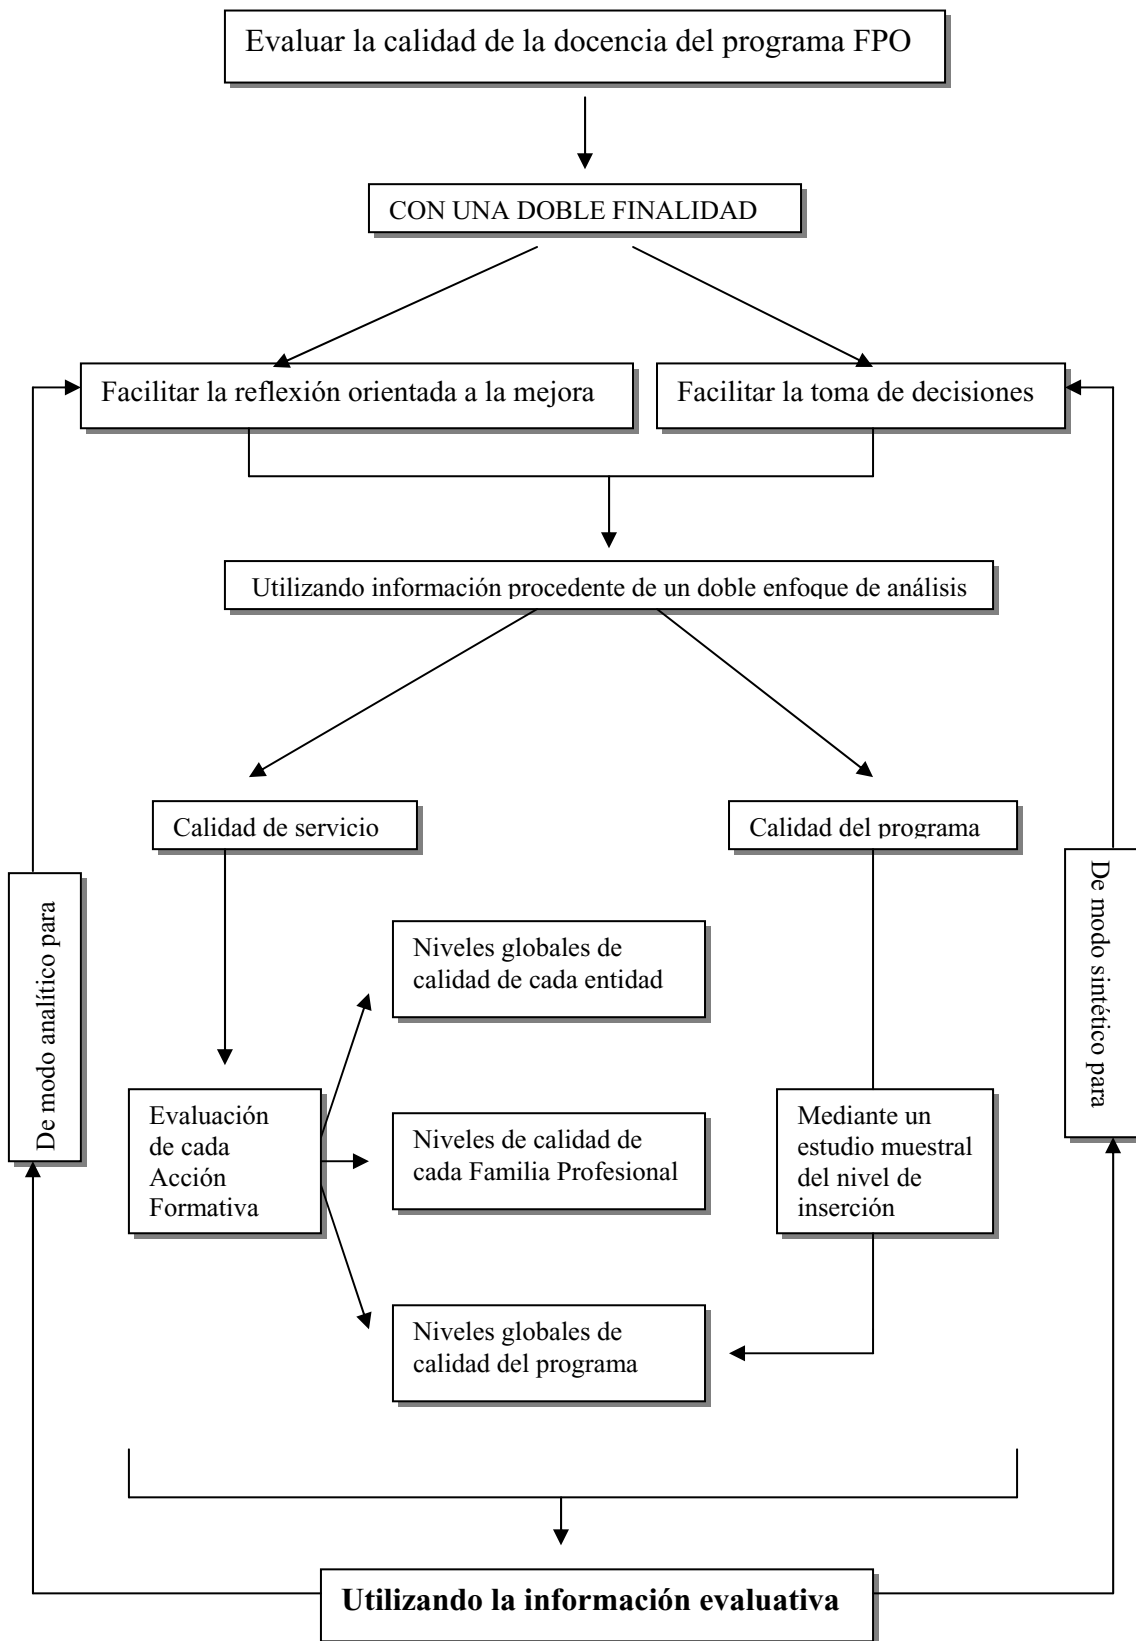 Evaluar la calidad de la docencia del programa FPO
CON UNA DOBLE FINALIDAD
Facilitar la reflexión orientada a la mejora
Facilitar la toma de decisiones
Utilizando información procedente de un doble enfoque de análisis
Calidad de servicio
Calidad del programa
De modo analítico para
De modo sintético para
Niveles globales de
calidad de cada entidad
Evaluación
de cada
Acción
Formativa
Niveles de calidad de
cada Familia Profesional
Mediante un
estudio muestral
del nivel de
inserción
Niveles globales de
calidad del programa
Utilizando la información evaluativa